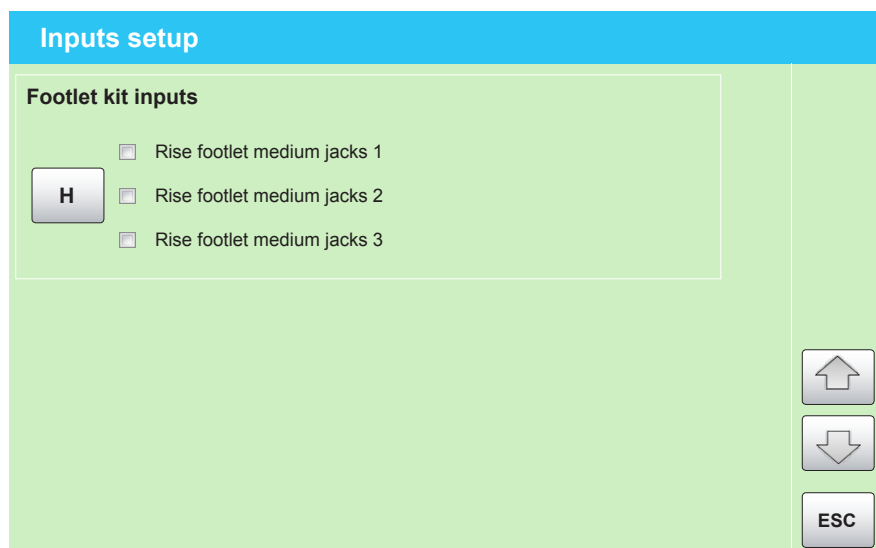 Inputs setup
Footlet kit inputs
Rise footlet medium jacks 1
H
Rise footlet medium jacks 2
Rise footlet medium jacks 3
ESC